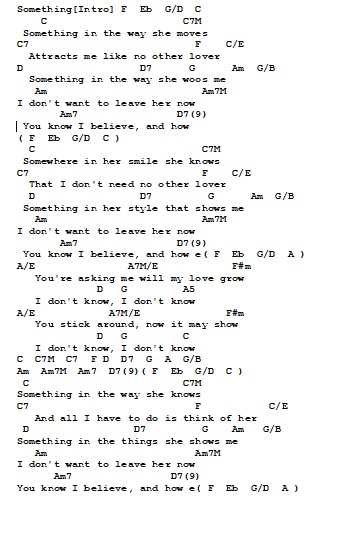 Something[Intro] F Eb G/D C
C C7M
Something in the way she moves
C7 F C/E
Attracts me like no other lover
D D7 G Am G/B
Something in the way she woos me
Am Am7M
I don't want to leave her now
Am7 D7(9)
You know I believe, and how
( F Eb G/D C )
C C7M
Somewhere in her smile she knows
C7 F C/E
That I don't need no other lover
D D7 G Am G/B
Something in her style that shows me
Am Am7M
I don't want to leave her now
Am7 D7(9)
You know I believe, and how e( F Eb G/D A )
A/E A7M/E F#m
You're asking me will my love grow
D G A5
I don't know, I don't know
A/E A7M/E F#m
You stick around, now it may show
D G C
I don't know, I don't know
C C7M C7 F D D7 G A G/B
Am Am7M Am7 D7(9)( F Eb G/D C )
C C7M
Something in the way she knows
C7 F C/E
And all I have to do is think of her
D D7 G Am G/B
Something in the things she shows me
Am Am7M
I don't want to leave her now
Am7 D7(9)
You know I believe, and how e( F Eb G/D A )